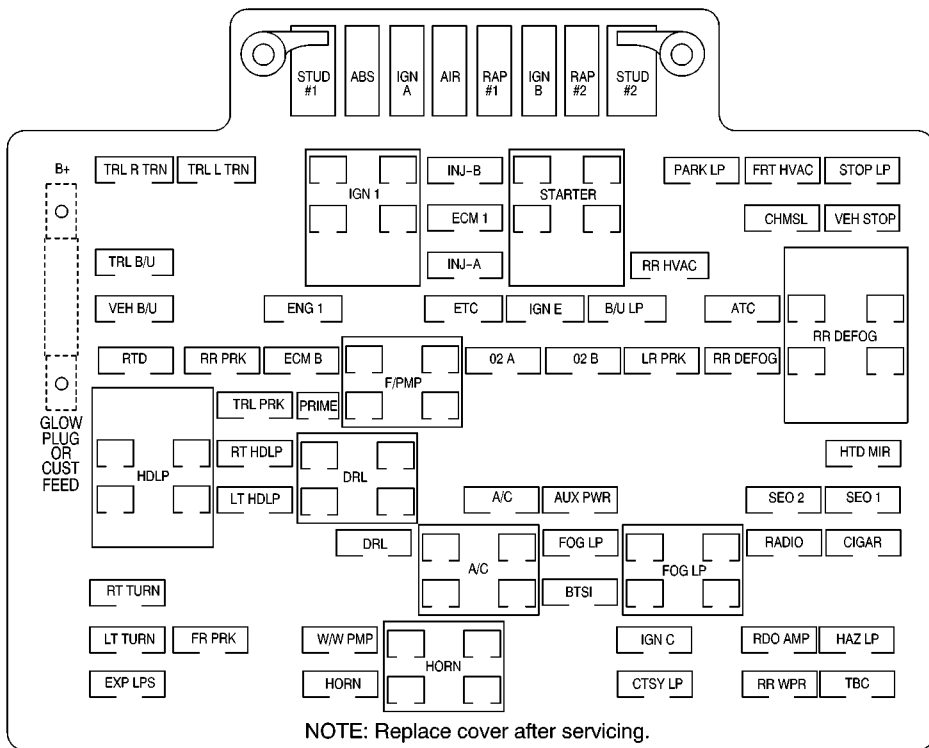 STUD #1
ABS
IGN A
AIR
RAP #1
IGN B
RAP #2
STUD #2
B+
TRL R TRN
TRL L TRN
IGN 1
INJ-B
STARTER
PARK LP
FRT HVAC
STOP LP
ECM 1
CHMSL
VEH STOP
TRL B/U
INJ-A
RR HVAC
VEH B/U
ENG 1
ETC
IGN E
B/U LP
ATC
RR DEFOG
RTD
RR PRK
ECM B
F/PMP
02 A
02 B
LR PRK
RR DEFOG
TRL PRK
PRIME
GLOW
PLUG
OR
CUST
FEED
HDLP
RT HDLP
DRL
HTD MIR
LT HDLP
A/C
AUX PWR
SEO 2
SEO 1
DRL
A/C
FOG LP
FOG LP
RADIO
CIGAR
RT TURN
BTSI
LT TURN
FR PRK
W/W PMP
HORN
IGN C
RDO AMP
HAZ LP
EXP LPS
HORN
CTSY LP
RR WPR
TBC
NOTE: Replace cover after servicing.